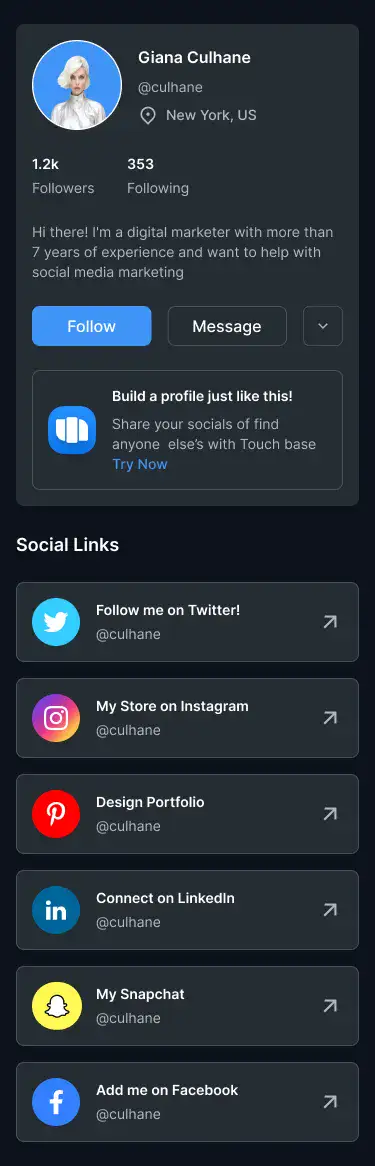 Giana Culhane
@culhane
New York, US
1.2k
353
Followers
Following
Hi there! I'm a digital marketer with more than
7 years of experience and want to help with
social media marketing
Follow
Message
Build a profile just like this!
Share your socials of find
anyone  else's with Touch base
Try Now
Social Links
Follow me on Twitter!
@culhane
My Store on Instagram
@culhane
Design Portfolio
@culhane
Connect on LinkedIn
@culhane
My Snapchat
@culhane
Add me on Facebook
@culhane